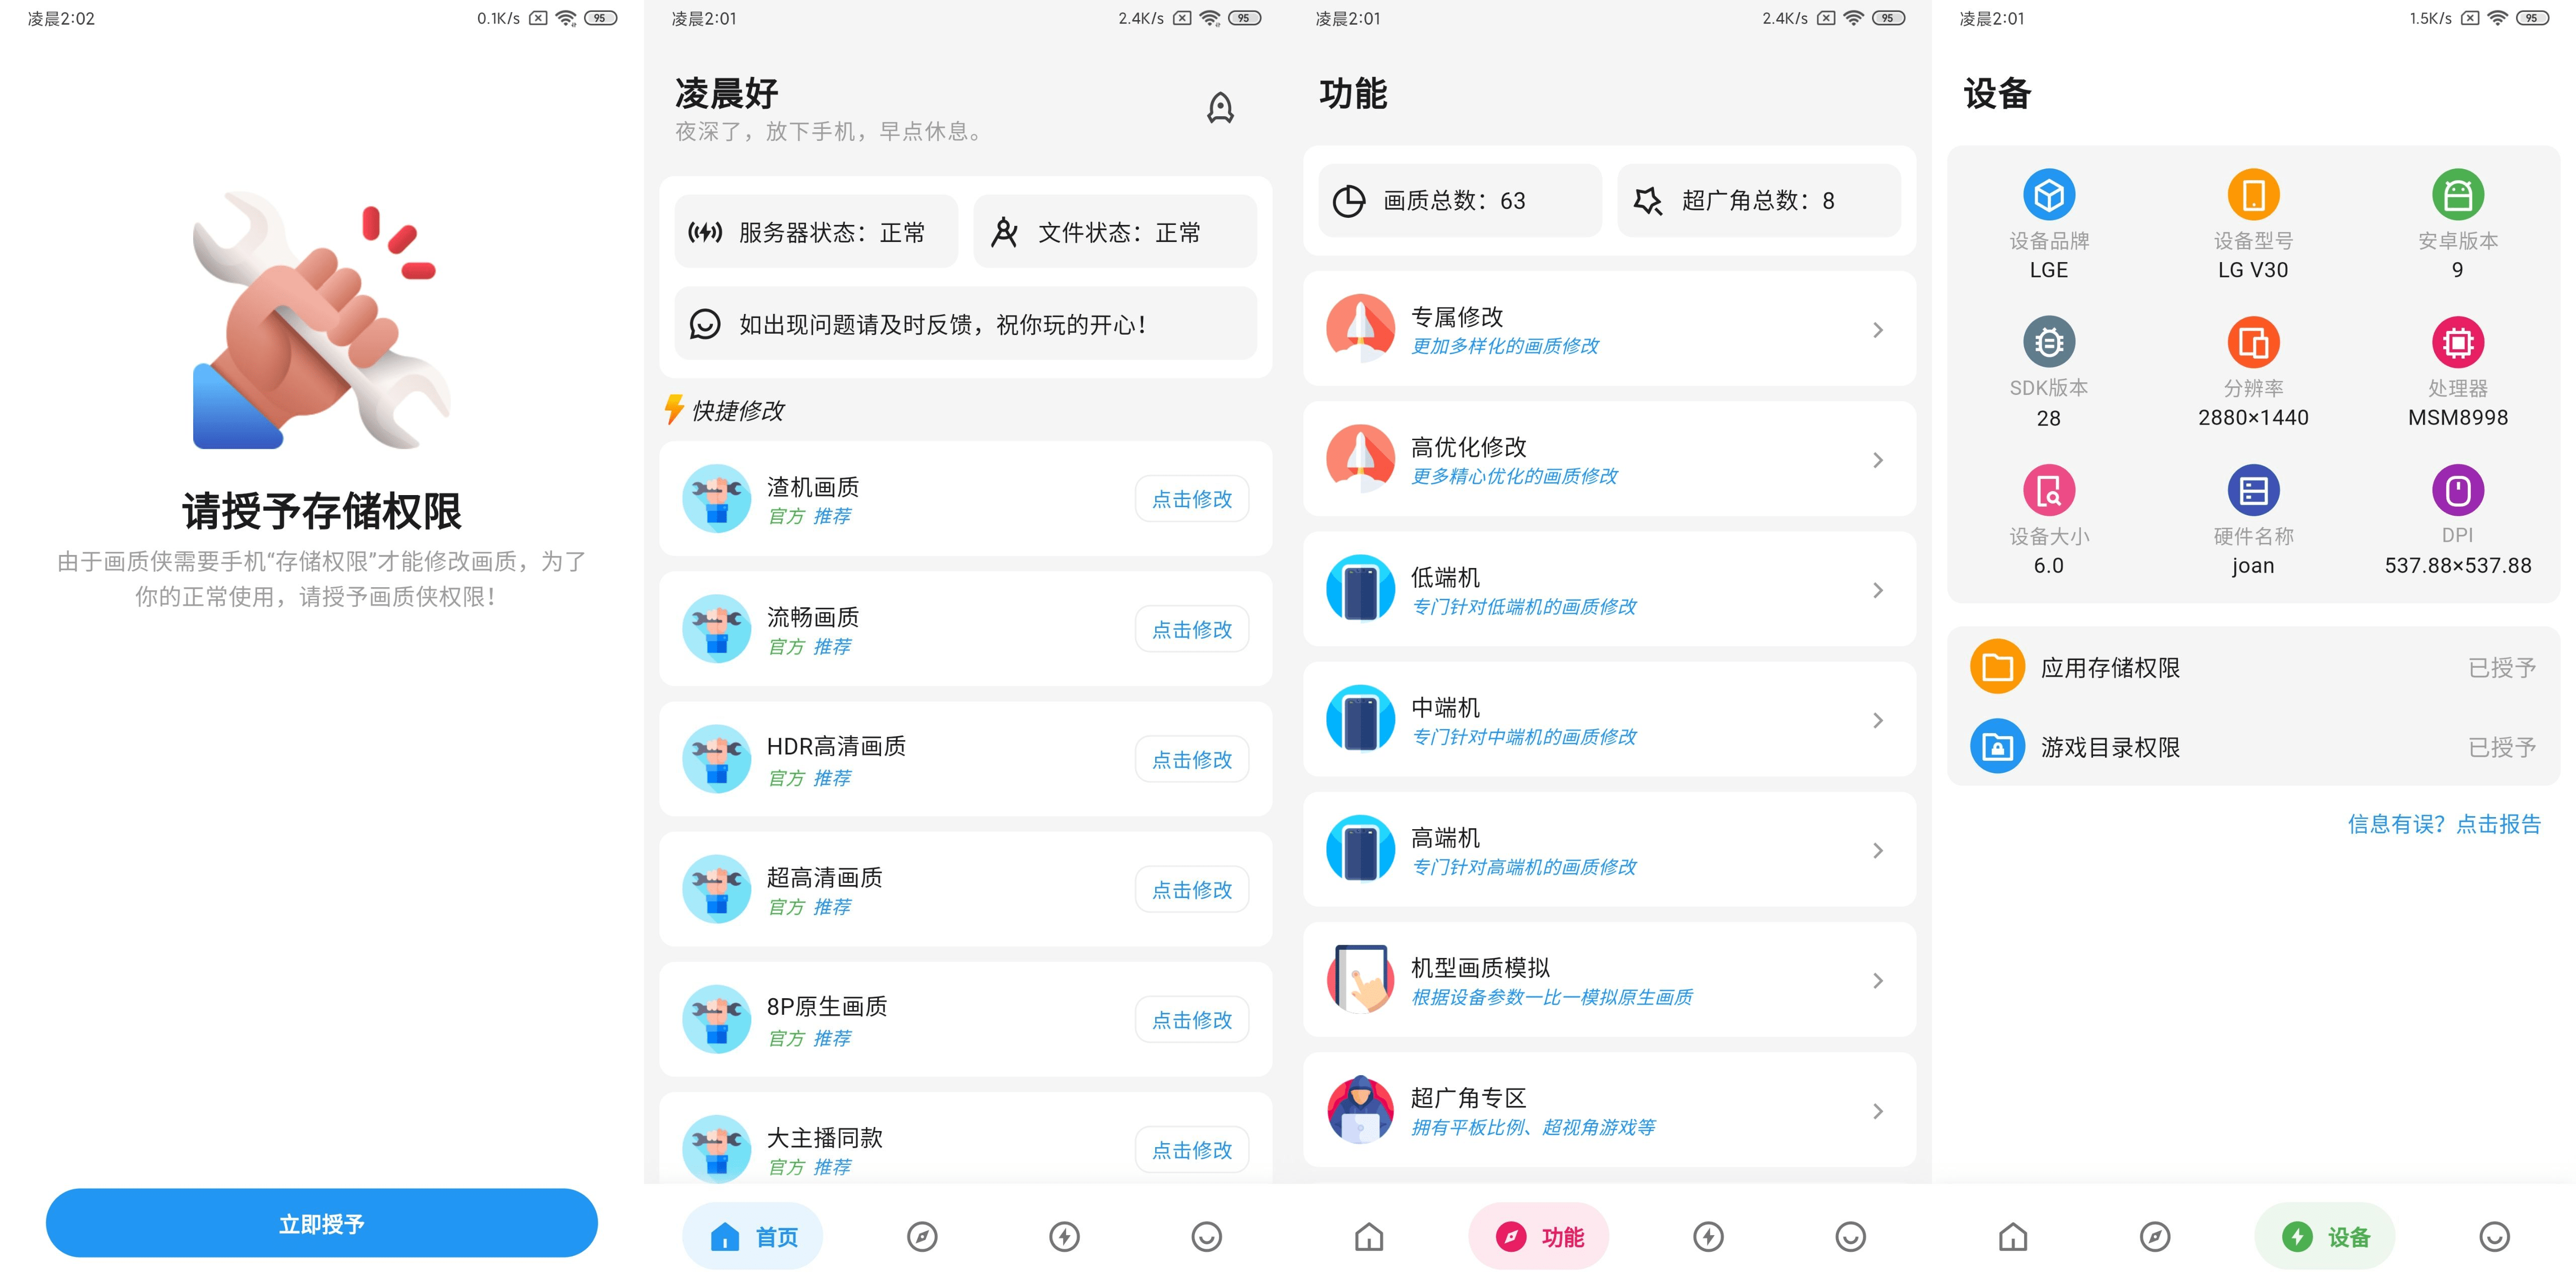 凌晨2:02
0.1K/s
95
请授予存储权限
由于画质侠需要手机“存储权限”才能修改画质，为了
你的正常使用，请授予画质侠权限！
立即授予
凌晨2:01
2.4K/s
95
凌晨好
夜深了，放下手机，早点休息。
服务器状态：正常
文件状态：正常
如出现问题请及时反馈，祝你玩的开心！
快捷修改
渣机画质
官方 推荐
点击修改
流畅画质
官方 推荐
点击修改
HDR高清画质
官方 推荐
点击修改
超高清画质
官方 推荐
点击修改
8P原生画质
官方 推荐
点击修改
大主播同款
官方 推荐
点击修改
首页
凌晨2:01
2.4K/s
95
功能
画质总数：63
超广角总数：8
专属修改
更加多样化的画质修改
高优化修改
更多精心优化的画质修改
低端机
专门针对低端机的画质修改
中端机
专门针对中端机的画质修改
高端机
专门针对高端机的画质修改
机型画质模拟
根据设备参数一比一模拟原生画质
超广角专区
拥有平板比例、超视角游戏等
功能
凌晨2:01
1.5K/s
95
设备
设备品牌
LGE
设备型号
LG V30
安卓版本
9
SDK版本
28
分辨率
2880×1440
处理器
MSM8998
设备大小
6.0
硬件名称
joan
DPI
537.88×537.88
应用存储权限
已授予
游戏目录权限
已授予
信息有误？点击报告
设备